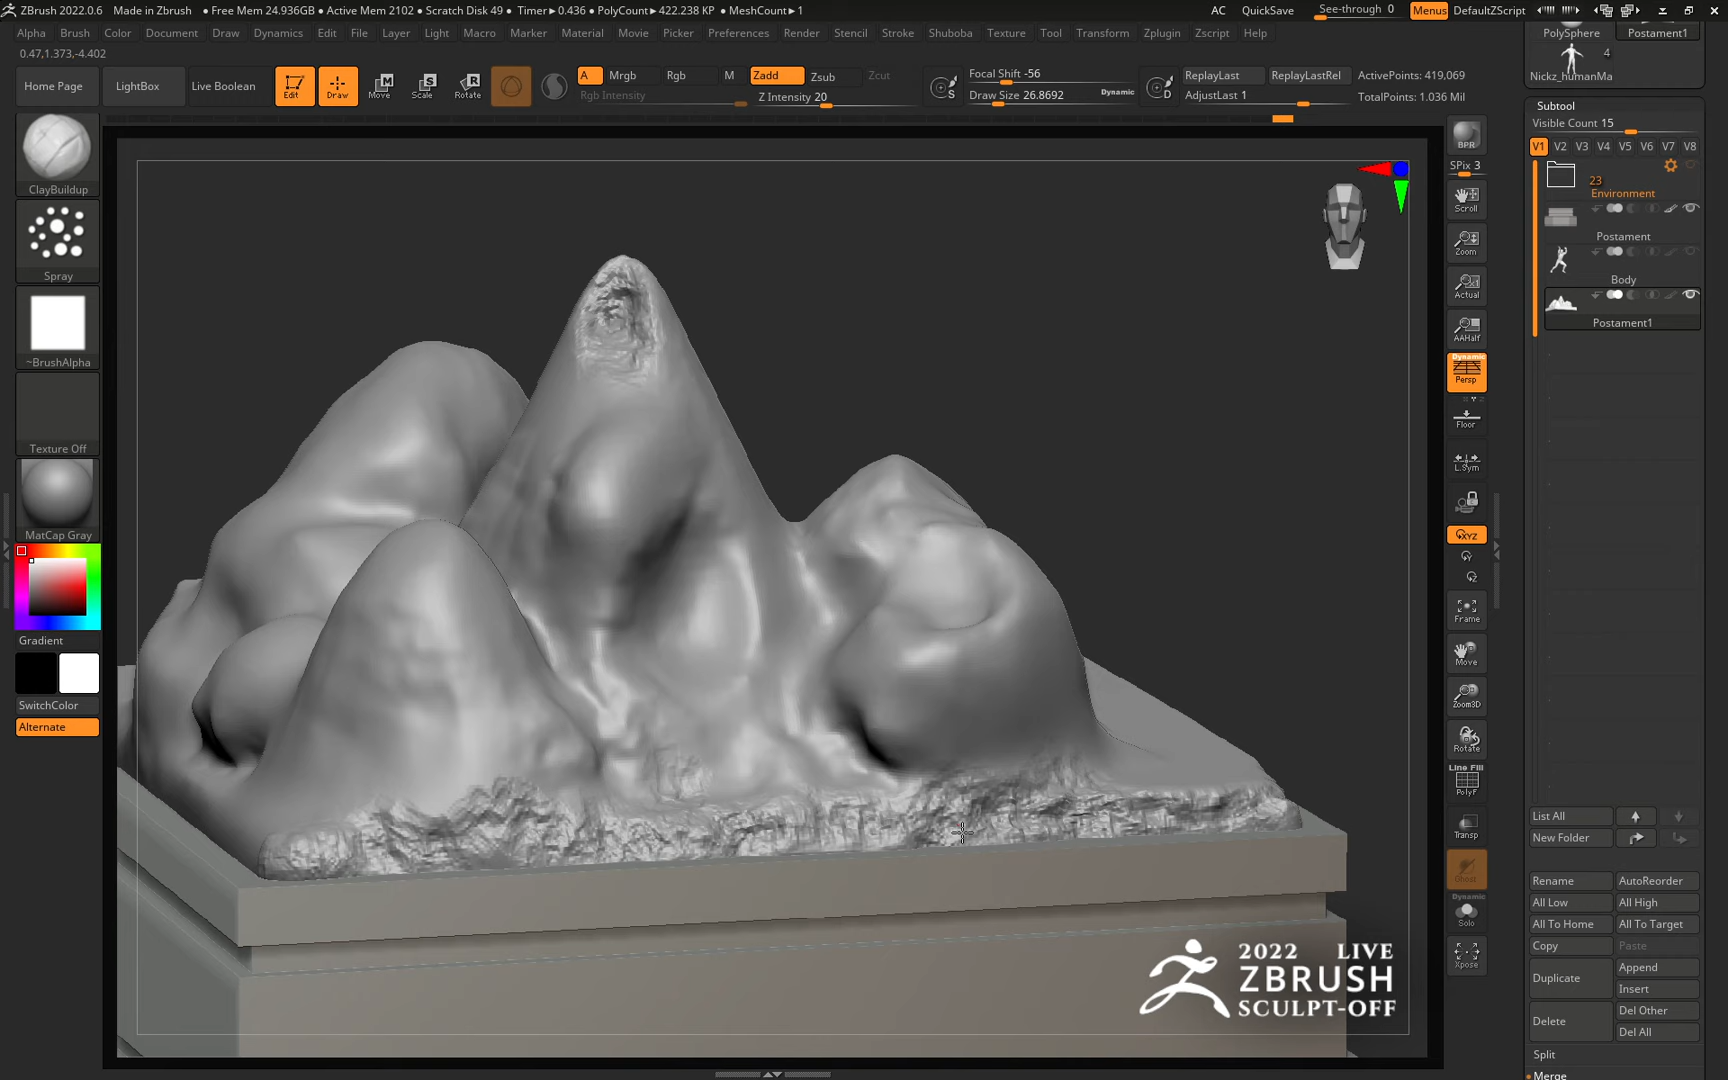 ZBrush 2022.0.6 Made in Zbrush • Free Mem 24.936GB • Active Mem 2102 • Scratch Disk 49 • Timer►0.436 • PolyCount►422.238 KP • MeshCount►1 AC QuickSave See-through 0 Menus DefaultZScript
Alpha Brush Color Document Draw Dynamics Edit File Layer Light Macro Marker Material Movie Picker Preferences Render Stencil Stroke Shuboba Texture Tool Transform Zplugin Zscript Help
0.47,1.373,-4.402
Home Page LightBox Live Boolean Edit Draw Move Scale Rotate
A Mrgb Rgb M Zadd Zsub Zcut
Rgb Intensity Z Intensity 20
S
Focal Shift -56
Draw Size 26.8692 Dynamic
D
ReplayLast ReplayLastRel
AdjustLast 1
ActivePoints: 419,069
TotalPoints: 1.036 Mil
ClayBuildup
Spray
~BrushAlpha
Texture Off
MatCap Gray
Gradient
SwitchColor
Alternate
2022 LIVE
ZBRUSH
SCULPT-OFF
BPR
SPix 3
Scroll
Zoom
Actual
AAHalf
Dynamic
Persp
Floor
L.Sym
XYZ
Y
Z
Frame
Move
Zoom3D
Rotate
Line Fill
PolyF
Transp
Ghost
Dynamic
Solo
Xpose
PolySphere Postament1
4
Nickz_humanMa
Subtool
Visible Count 15
V1 V2 V3 V4 V5 V6 V7 V8
23
Environment
Postament
Body
Postament1
List All
New Folder
Rename AutoReorder
All Low All High
All To Home All To Target
Copy Paste
Duplicate Append
Insert
Delete Del Other
Del All
Split
Merge